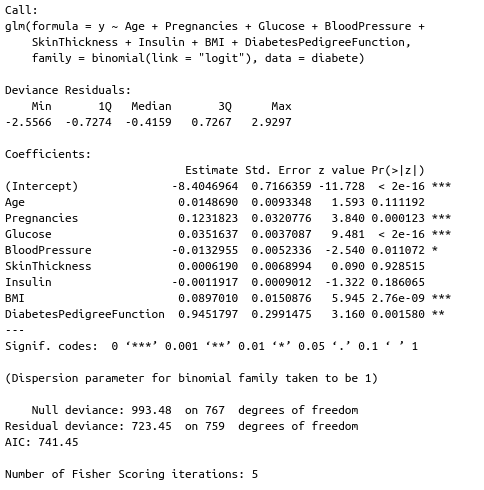 Call:
glm(formula = y ~ Age + Pregnancies + Glucose + BloodPressure +
    SkinThickness + Insulin + BMI + DiabetesPedigreeFunction,
    family = binomial(link = "logit"), data = diabete)

Deviance Residuals:
    Min       1Q   Median       3Q      Max
-2.5566  -0.7274  -0.4159   0.7267   2.9297

Coefficients:
                           Estimate Std. Error z value Pr(>|z|)
(Intercept)              -8.4046964  0.7166359 -11.728  < 2e-16 ***
Age                       0.0148690  0.0093348   1.593 0.111192
Pregnancies               0.1231823  0.0320776   3.840 0.000123 ***
Glucose                   0.0351637  0.0037087   9.481  < 2e-16 ***
BloodPressure            -0.0132955  0.0052336  -2.540 0.011072 *
SkinThickness             0.0006190  0.0068994   0.090 0.928515
Insulin                  -0.0011917  0.0009012  -1.322 0.186065
BMI                       0.0897010  0.0150876   5.945 2.76e-09 ***
DiabetesPedigreeFunction  0.9451797  0.2991475   3.160 0.001580 **
---
Signif. codes:  0 ‘***’ 0.001 ‘**’ 0.01 ‘*’ 0.05 ‘.’ 0.1 ‘ ’ 1

(Dispersion parameter for binomial family taken to be 1)

    Null deviance: 993.48  on 767  degrees of freedom
Residual deviance: 723.45  on 759  degrees of freedom
AIC: 741.45

Number of Fisher Scoring iterations: 5